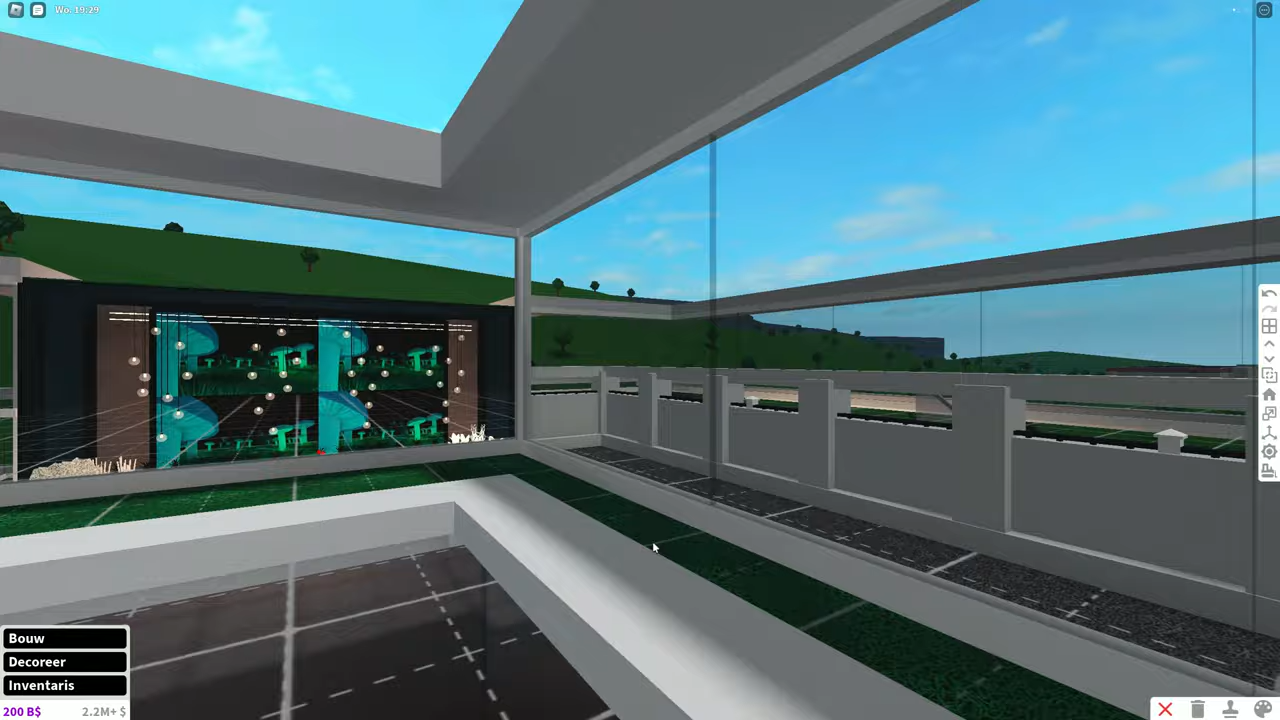 Wo. 19:29
Bouw
Decoreer
Inventaris
200 B$ 2.2M+ $